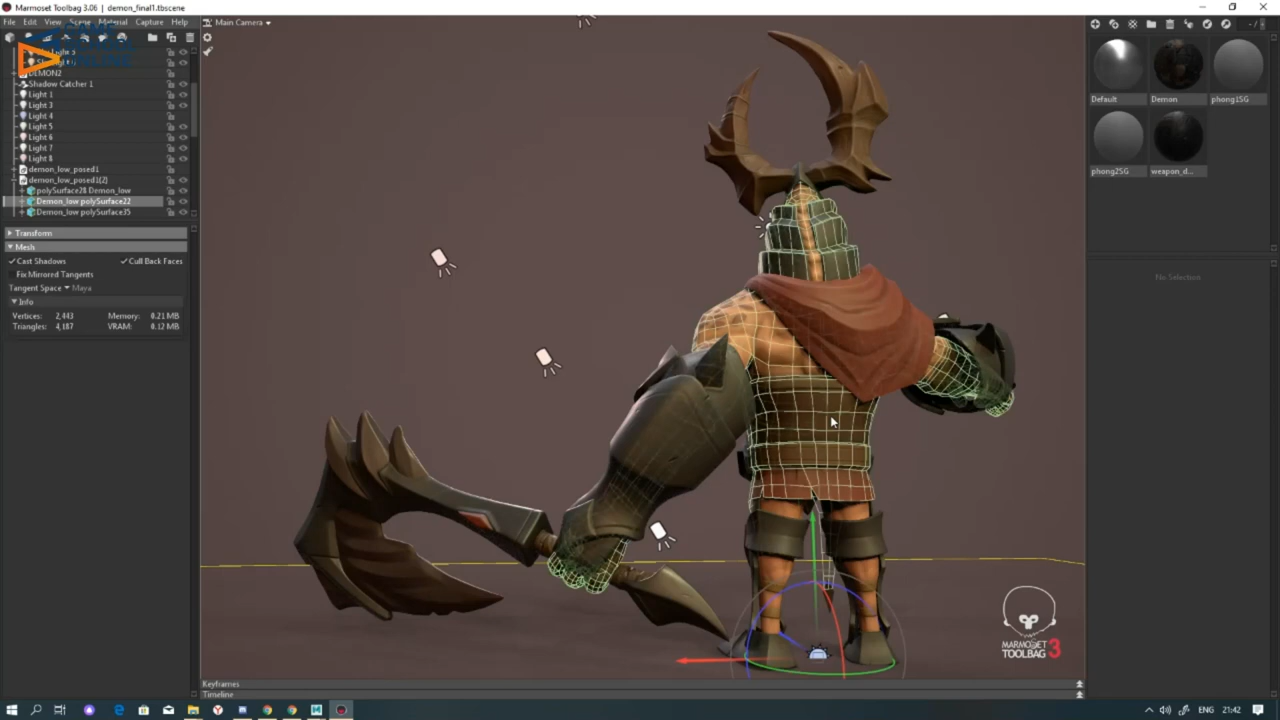 Marmoset Toolbag 3.06 | demon_final1.tbscene
File Edit View Scene Material Capture Help
Main Camera
DEMON2
Shadow Catcher 1
Light 1
Light 3
Light 4
Light 5
Light 6
Light 7
Light 8
demon_low_posed1
demon_low_posed1(2)
polySurface28 Demon_low
Demon_low polySurface22
Demon_low polySurface35
Transform
Mesh
Cast Shadows Cull Back Faces
Fix Mirrored Tangents
Tangent Space Maya
Info
Vertices: 2,443 Memory: 0.21 MB
Triangles: 4,187 VRAM: 0.12 MB
Default Demon phong1SG
phong2SG weapon_d...
No Selection
MARMOSET
TOOLBAG 3
Keyframes
Timeline
ENG 21:42